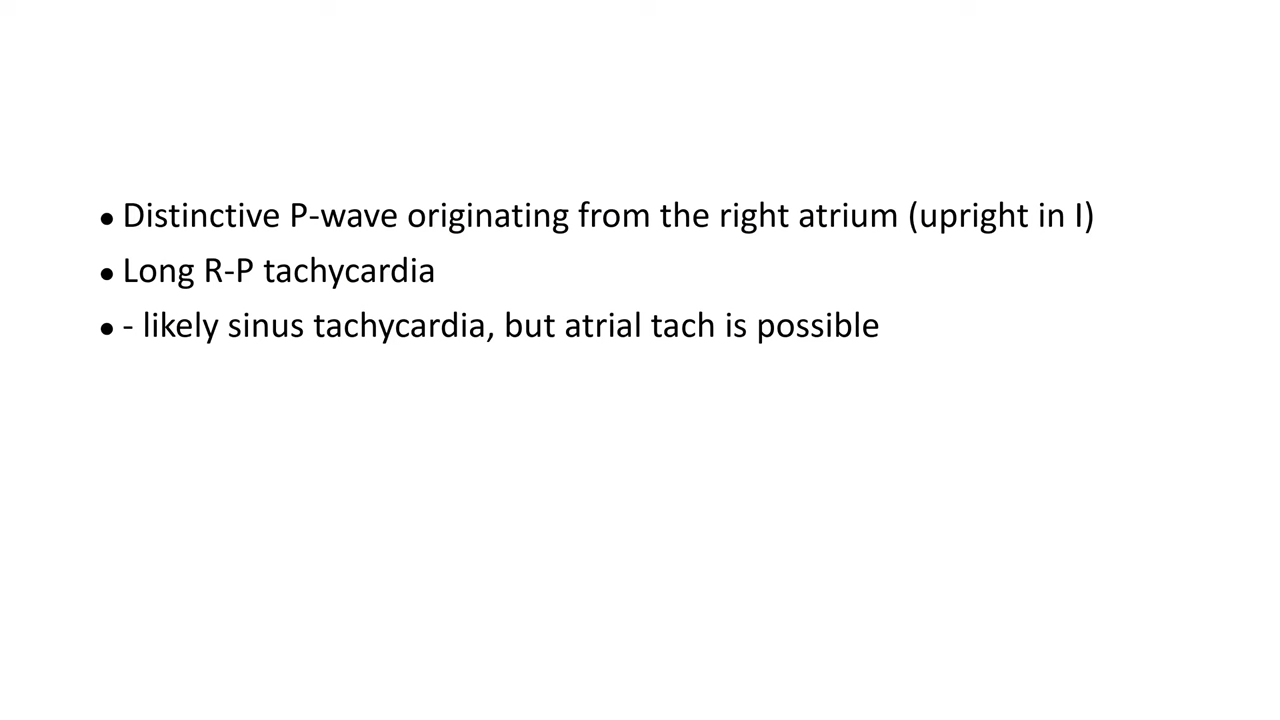 • Distinctive P-wave originating from the right atrium (upright in I)
• Long R-P tachycardia
• - likely sinus tachycardia, but atrial tach is possible